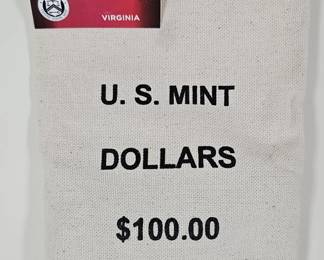 VIRGINIA
U. S. MINT
DOLLARS
$100.00